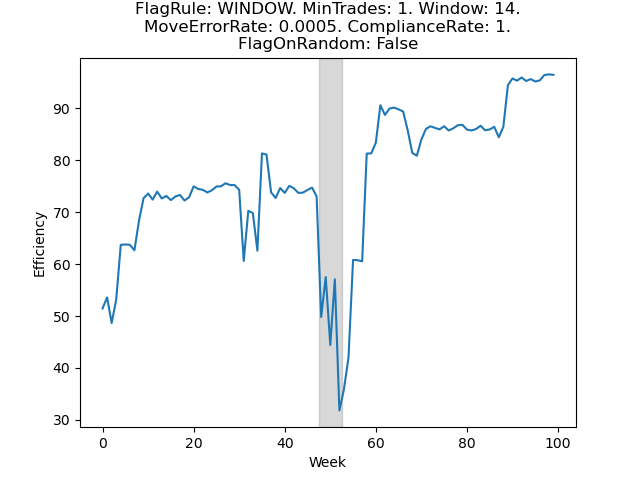 FlagRule: WINDOW. MinTrades: 1. Window: 14.
MoveErrorRate: 0.0005. ComplianceRate: 1.
FlagOnRandom: False
Efficiency
90
80
70
60
50
40
30
0 20 40 60 80 100
Week